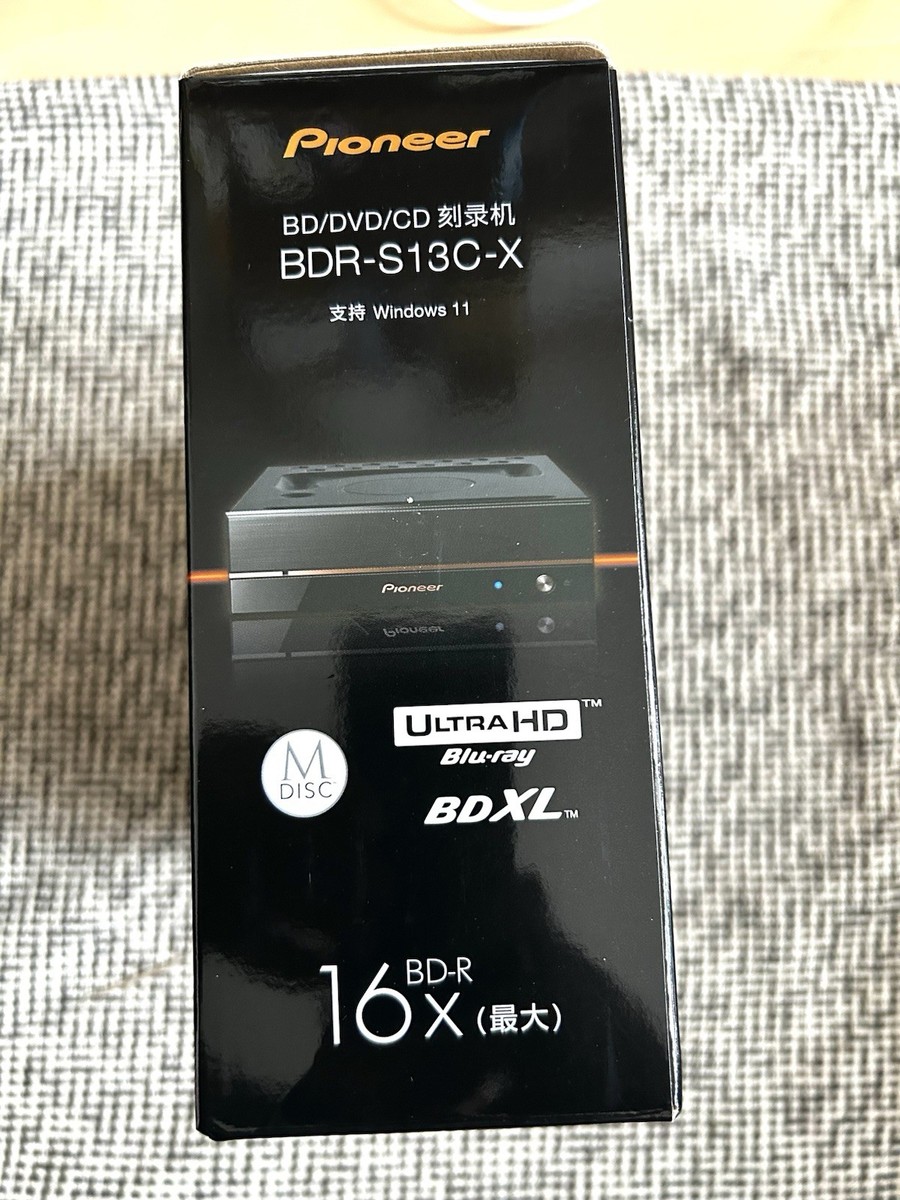 Pioneer
BD/DVD/CD 刻录机
BDR-S13C-X
支持 Windows 11
Pioneer
M
DISC
ULTRA HD™
Blu-ray
BDXL™
BD-R
16X (最大)